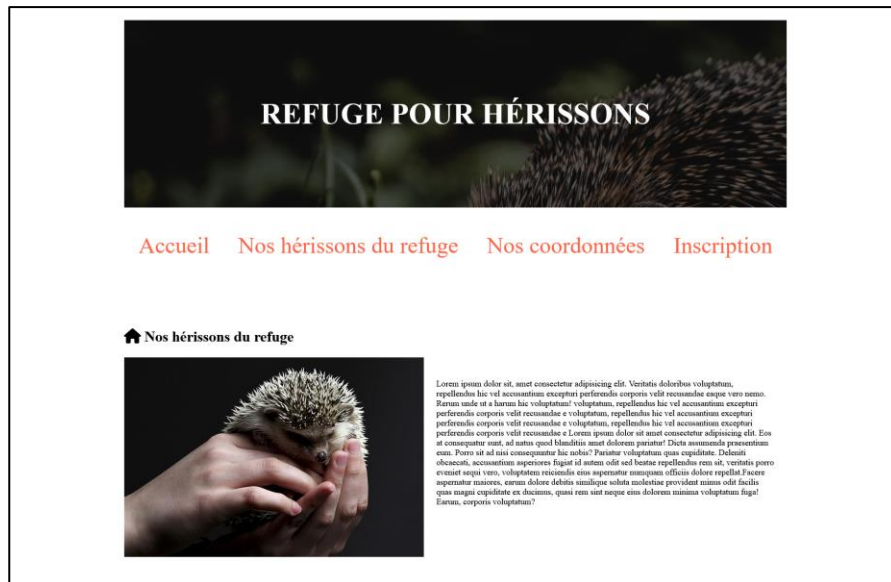 REFUGE POUR HÉRISSONS
Accueil Nos hérissons du refuge Nos coordonnées Inscription
Nos hérissons du refuge
Lorem ipsum dolor sit, amet consectetur adipisicing elit. Veritatis doloribus voluptatum,
repellendus hic vel accusantium excepturi perferendis corporis velit recusandae eaque vero nemo.
Rerum unde ut a harum hic voluptatum! voluptatum, repellendus hic vel accusantium excepturi
perferendis corporis velit recusandae e voluptatum, repellendus hic vel accusantium excepturi
perferendis corporis velit recusandae e voluptatum, repellendus hic vel accusantium excepturi
perferendis corporis velit recusandae e Lorem ipsum dolor sit amet consectetur adipisicing elit. Eos
at consequatur sunt, ad natus quod blanditiis amet dolorem pariatur! Dicta assumenda praesentium
eum. Porro sit ad nisi consequuntur hic nobis? Pariatur voluptatum quas cupiditate. Deleniti
obcaecati, accusantium asperiores fugiat id autem odit sed beatae repellendus rem sit, veritatis porro
eveniet sequi vero, voluptatem reiciendis eius aspernatur numquam officiis dolore repellat.Facere
aspernatur maiores, earum dolore debitis similique soluta molestiae provident minus odit facilis
quas magni cupiditate ex ducimus, quasi rem sint neque eius dolorem minima voluptatum fuga!
Earum, corporis voluptatum?